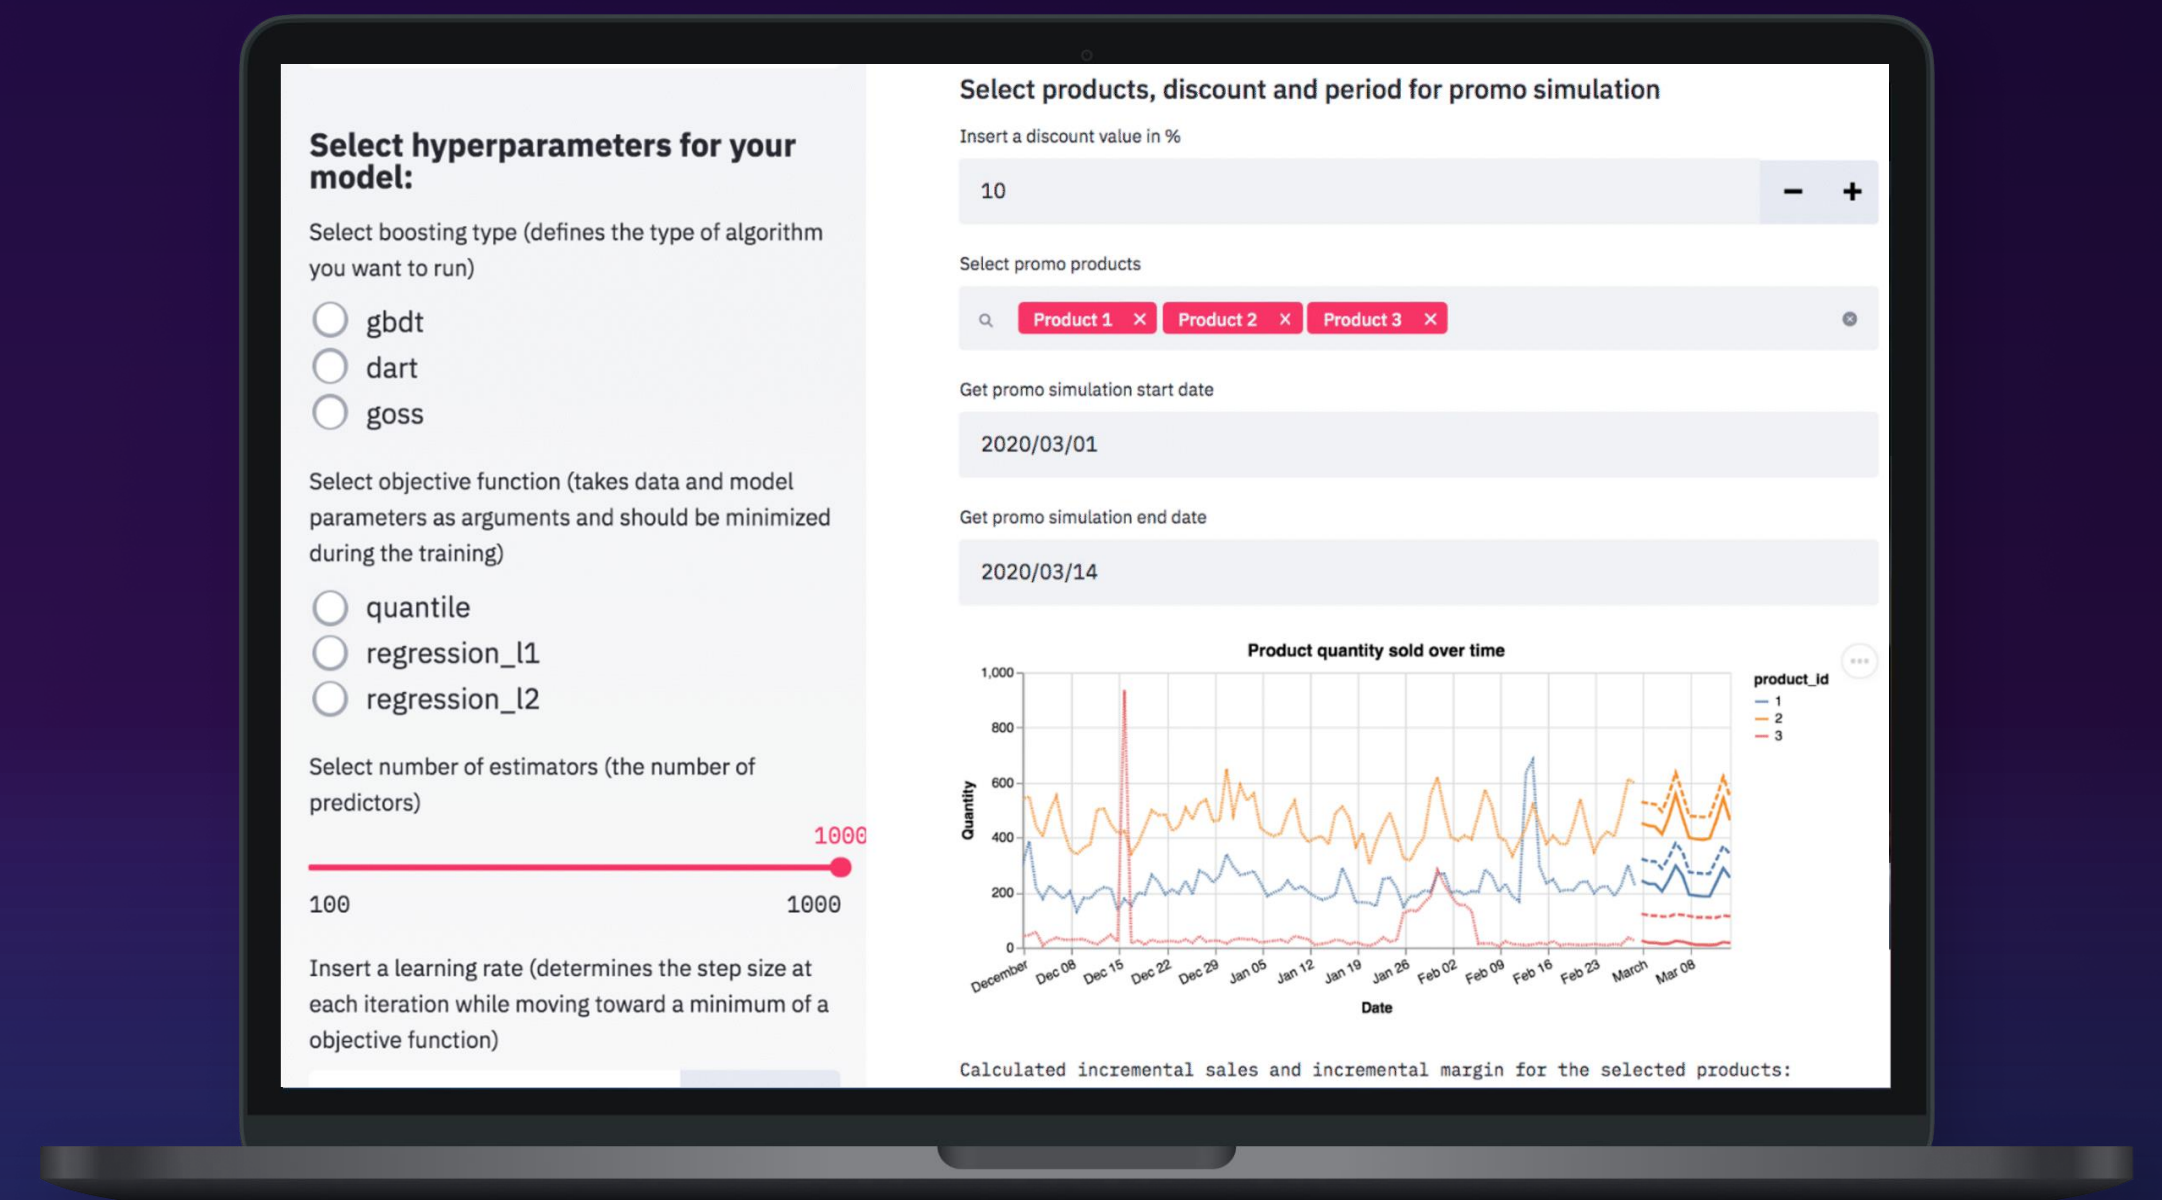 Select hyperparameters for your
model:
Select boosting type (defines the type of algorithm
you want to run)
gbdt
dart
goss
Select objective function (takes data and model
parameters as arguments and should be minimized
during the training)
quantile
regression_l1
regression_l2
Select number of estimators (the number of
predictors)
1000
100
1000
Insert a learning rate (determines the step size at
each iteration while moving toward a minimum of a
objective function)
Select products, discount and period for promo simulation
Insert a discount value in %
10
Select promo products
Product 1 Product 2 Product 3
Get promo simulation start date
2020/03/01
Get promo simulation end date
2020/03/14
Product quantity sold over time
1,000
800
600
400
200
0
Quantity
December Dec 08 Dec 15 Dec 22 Dec 29 Jan 05 Jan 12 Jan 19 Jan 26 Feb 02 Feb 09 Feb 16 Feb 23 March Mar 08
Date
product_id
1
2
3
Calculated incremental sales and incremental margin for the selected products: